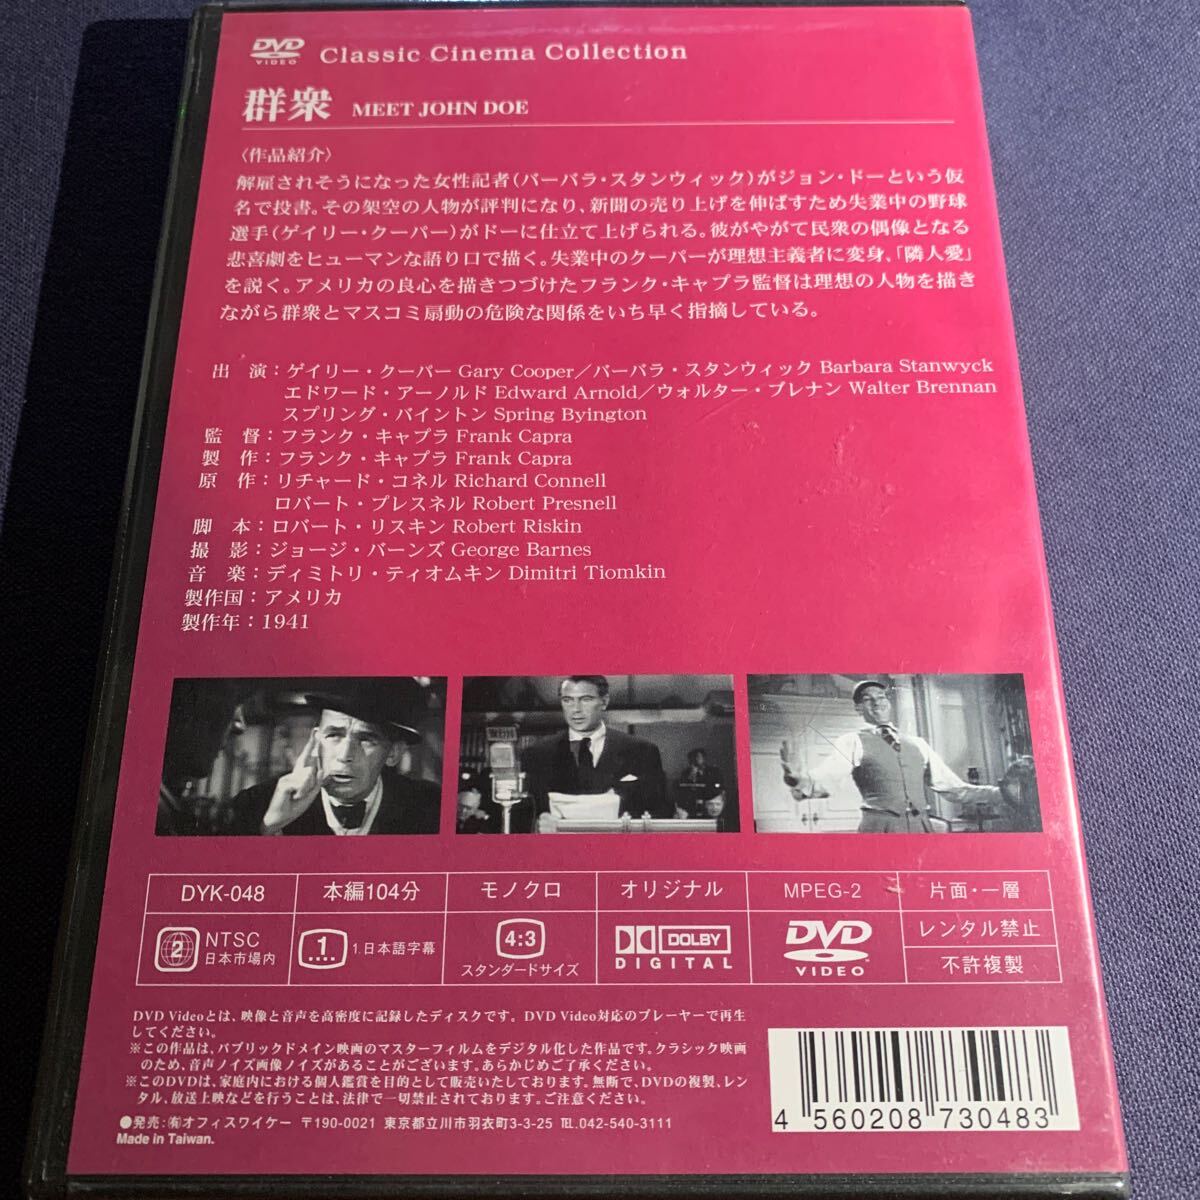 DVD VIDEO Classic Cinema Collection
群衆 MEET JOHN DOE
〈作品紹介〉
解雇されそうになった女性記者(バーバラ・スタンウィック)がジョン・ドーという仮
名で投書。その架空の人物が評判になり、新聞の売り上げを伸ばすため失業中の野球
選手(ゲイリー・クーパー)がドーに仕立て上げられる。彼がやがて民衆の偶像となる
悲喜劇をヒューマンな語り口で描く。失業中のクーパーが理想主義者に変身、「隣人愛」
を説く。アメリカの良心を描きつづけたフランク・キャプラ監督は理想の人物を描き
ながら群衆とマスコミ扇動の危険な関係をいち早く指摘している。
出　演：ゲイリー・クーパー Gary Cooper／バーバラ・スタンウィック Barbara Stanwyck
エドワード・アーノルド Edward Arnold／ウォルター・ブレナン Walter Brennan
スプリング・バイントン Spring Byington
監　督：フランク・キャプラ Frank Capra
製　作：フランク・キャプラ Frank Capra
原　作：リチャード・コネル Richard Connell
ロバート・プレスネル Robert Presnell
脚　本：ロバート・リスキン Robert Riskin
撮　影：ジョージ・バーンズ George Barnes
音　楽：ディミトリ・ティオムキン Dimitri Tiomkin
製作国：アメリカ
製作年：1941
DYK-048 本編104分 モノクロ オリジナル MPEG-2 片面・一層
2 NTSC 日本市場内 1 1.日本語字幕 4:3 スタンダードサイズ DOLBY DIGITAL DVD VIDEO レンタル禁止
不許複製
DVD Videoとは、映像と音声を高密度に記録したディスクです。DVD Video対応のプレーヤーで再生
してください。
※この作品は、パブリックドメイン映画のマスターフィルムをデジタル化した作品です。クラシック映画
のため、音声ノイズ画像ノイズがあることがございます。あらかじめご了承ください。
※このDVDは、家庭内における個人鑑賞を目的として販売いたしております。無断で、DVDの複製、レン
タル、放送上映などを行うことは、法律で一切禁止されております。ご注意ください。
●発売：㈲オフィスワイケー 〒190-0021 東京都立川市羽衣町3-3-25 TEL.042-540-3111
Made in Taiwan.
4 560208 730483